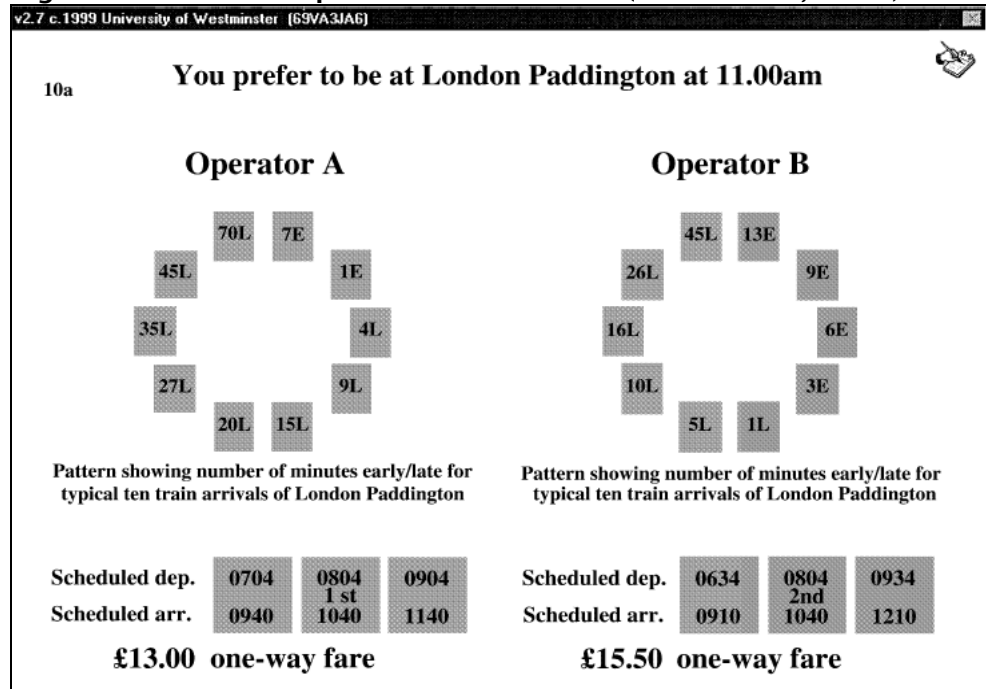 v2.7 c.1999 University of Westminster (69VA3JA6)
10a
You prefer to be at London Paddington at 11.00am
Operator A
70L 7E
45L 1E
35L 4L
27L 9L
20L 15L
Pattern showing number of minutes early/late for
typical ten train arrivals of London Paddington
Scheduled dep. 0704 0804 0904
1 st
Scheduled arr. 0940 1040 1140
£13.00 one-way fare
Operator B
45L 13E
26L 9E
16L 6E
10L 3E
5L 1L
Pattern showing number of minutes early/late for
typical ten train arrivals of London Paddington
Scheduled dep. 0634 0804 0934
2nd
Scheduled arr. 0910 1040 1210
£15.50 one-way fare